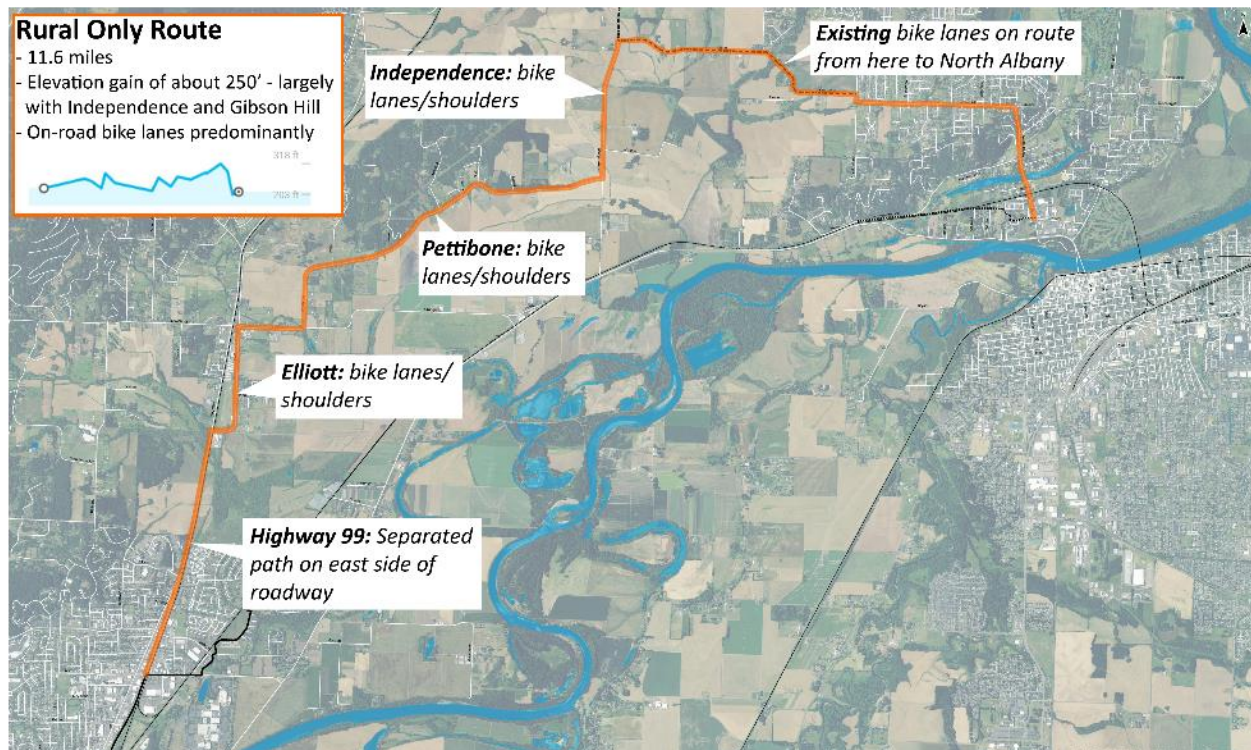 Rural Only Route
- 11.6 miles
- Elevation gain of about 250' - largely
with Independence and Gibson Hill
- On-road bike lanes predominantly
318 ft
203 ft
Independence: bike
lanes/shoulders
Existing bike lanes on route
from here to North Albany
Pettibone: bike
lanes/shoulders
Elliott: bike lanes/
shoulders
Highway 99: Separated
path on east side of
roadway